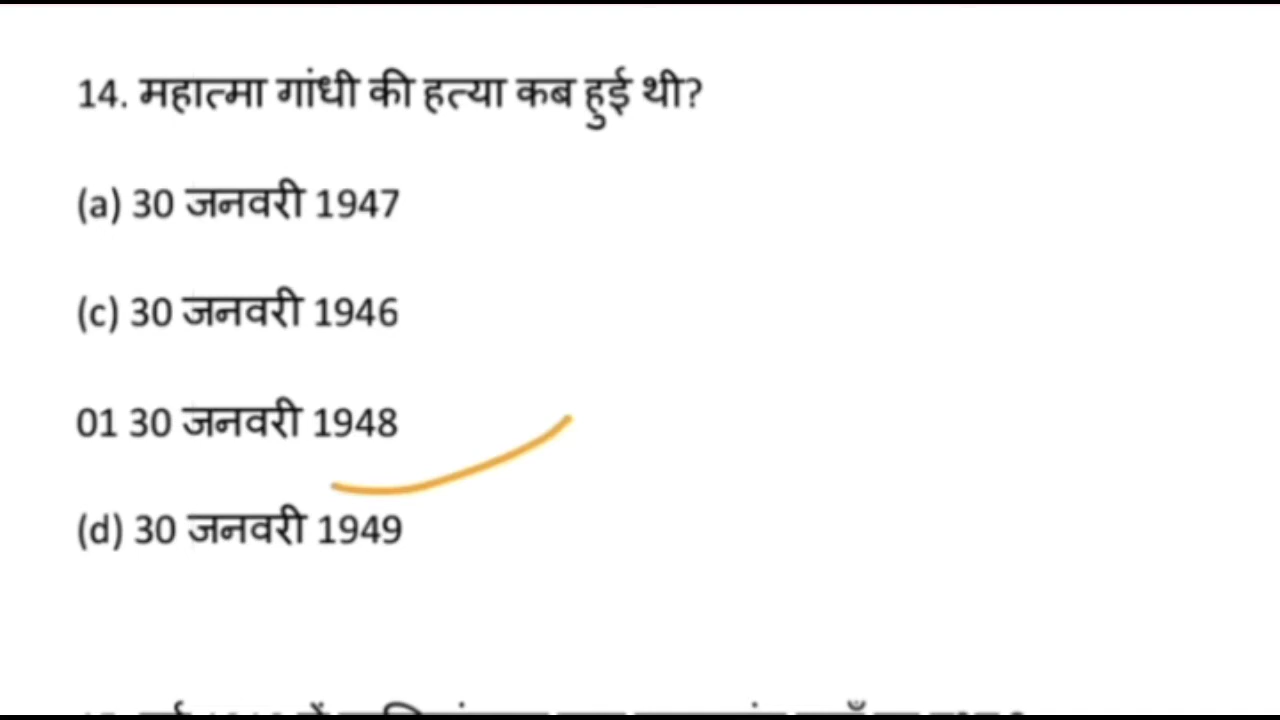 14. महात्मा गांधी की हत्या कब हुई थी?
(a) 30 जनवरी 1947
(c) 30 जनवरी 1946
01 30 जनवरी 1948
(d) 30 जनवरी 1949